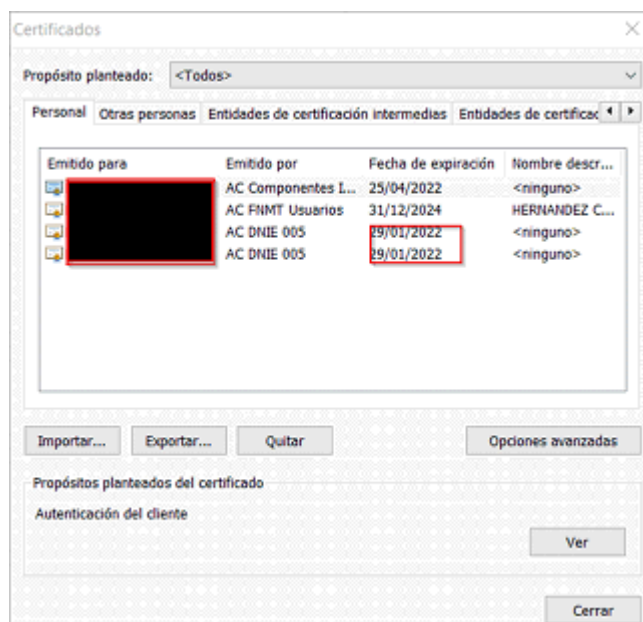 Certificados
Propósito planteado: <Todos>
Personal Otras personas Entidades de certificación intermedias Entidades de certificac
Emitido para Emitido por Fecha de expiración Nombre descr...
AC Componentes I... 25/04/2022 <ninguno>
AC FNMT Usuarios 31/12/2024 HERNANDEZ C...
AC DNIE 005 29/01/2022 <ninguno>
AC DNIE 005 29/01/2022 <ninguno>
Importar... Exportar... Quitar Opciones avanzadas
Propósitos planteados del certificado
Autenticación del cliente
Ver
Cerrar